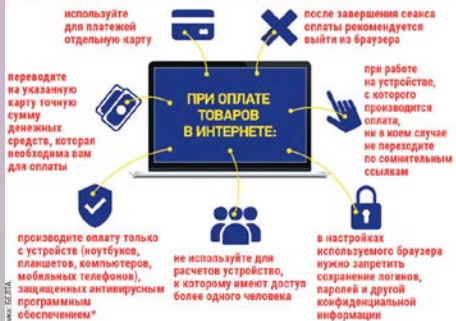 используйте
для платежей
отдельную карту
после завершения сеанса
оплаты рекомендуется
выйти из браузера
переводите
на указанную
карту точную
сумму
денежных
средств, которая
необходима вам
для оплаты
ПРИ ОПЛАТЕ
ТОВАРОВ
В ИНТЕРНЕТЕ:
при работе
на устройстве,
с которого
производится
оплата,
ни в коем случае
не переходите
по сомнительным
ссылкам
производите оплату только
с устройств (ноутбуков,
планшетов, компьютеров,
мобильных телефонов),
защищенных антивирусным
программным
обеспечением*
не используйте для
расчетов устройство,
к которому имеют доступ
более одного человека
в настройках
используемого браузера
нужно запретить
сохранение логинов,
паролей и другой
конфиденциальной
информации
БЕЛТА.